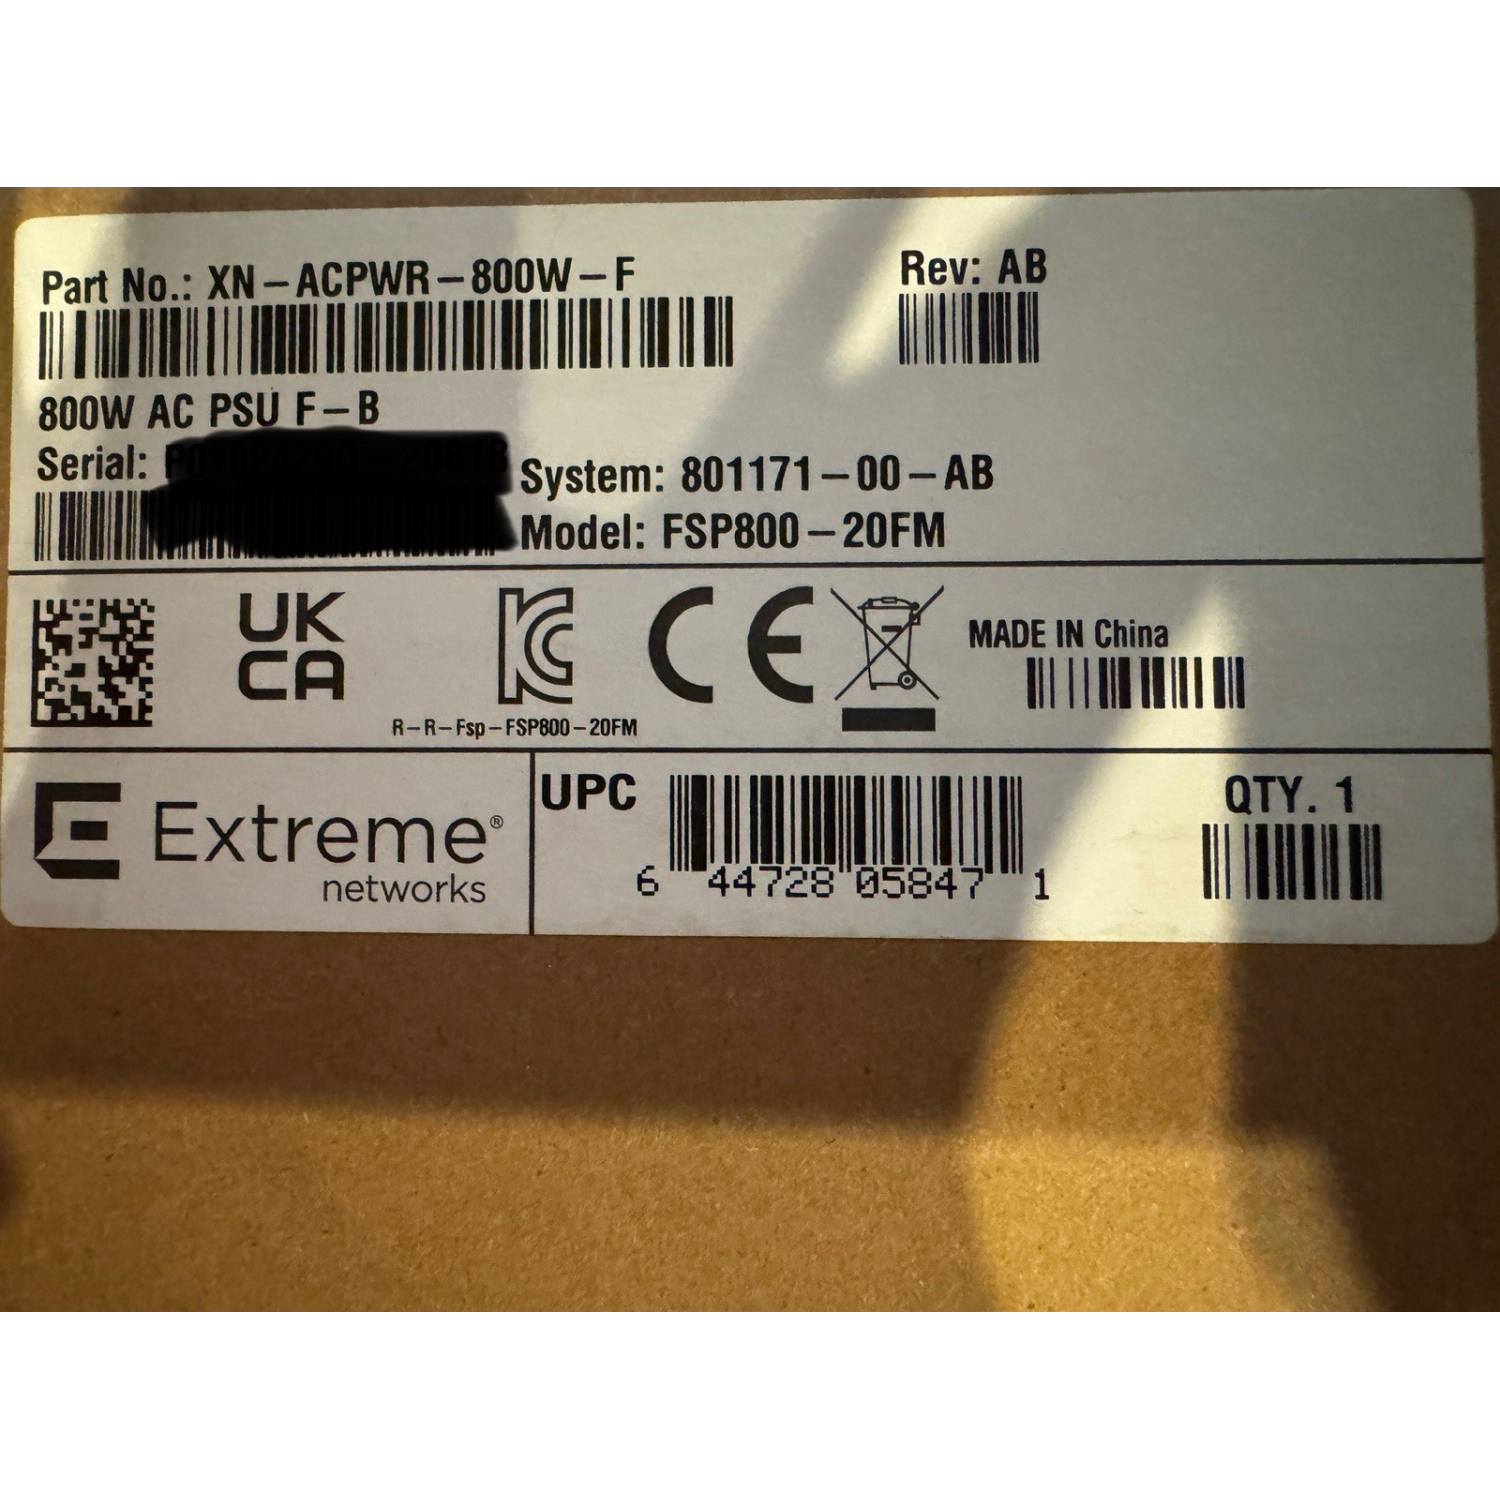 Part No.: XN-ACPWR-800W-F
Rev: AB
800W AC PSU F-B
Serial:
System: 801171-00-AB
Model: FSP800-20FM
UK
CA
R-R-Fsp-FSP800-20FM
CE
MADE IN China
Extreme®
networks
UPC
6 44728 05847 1
QTY. 1